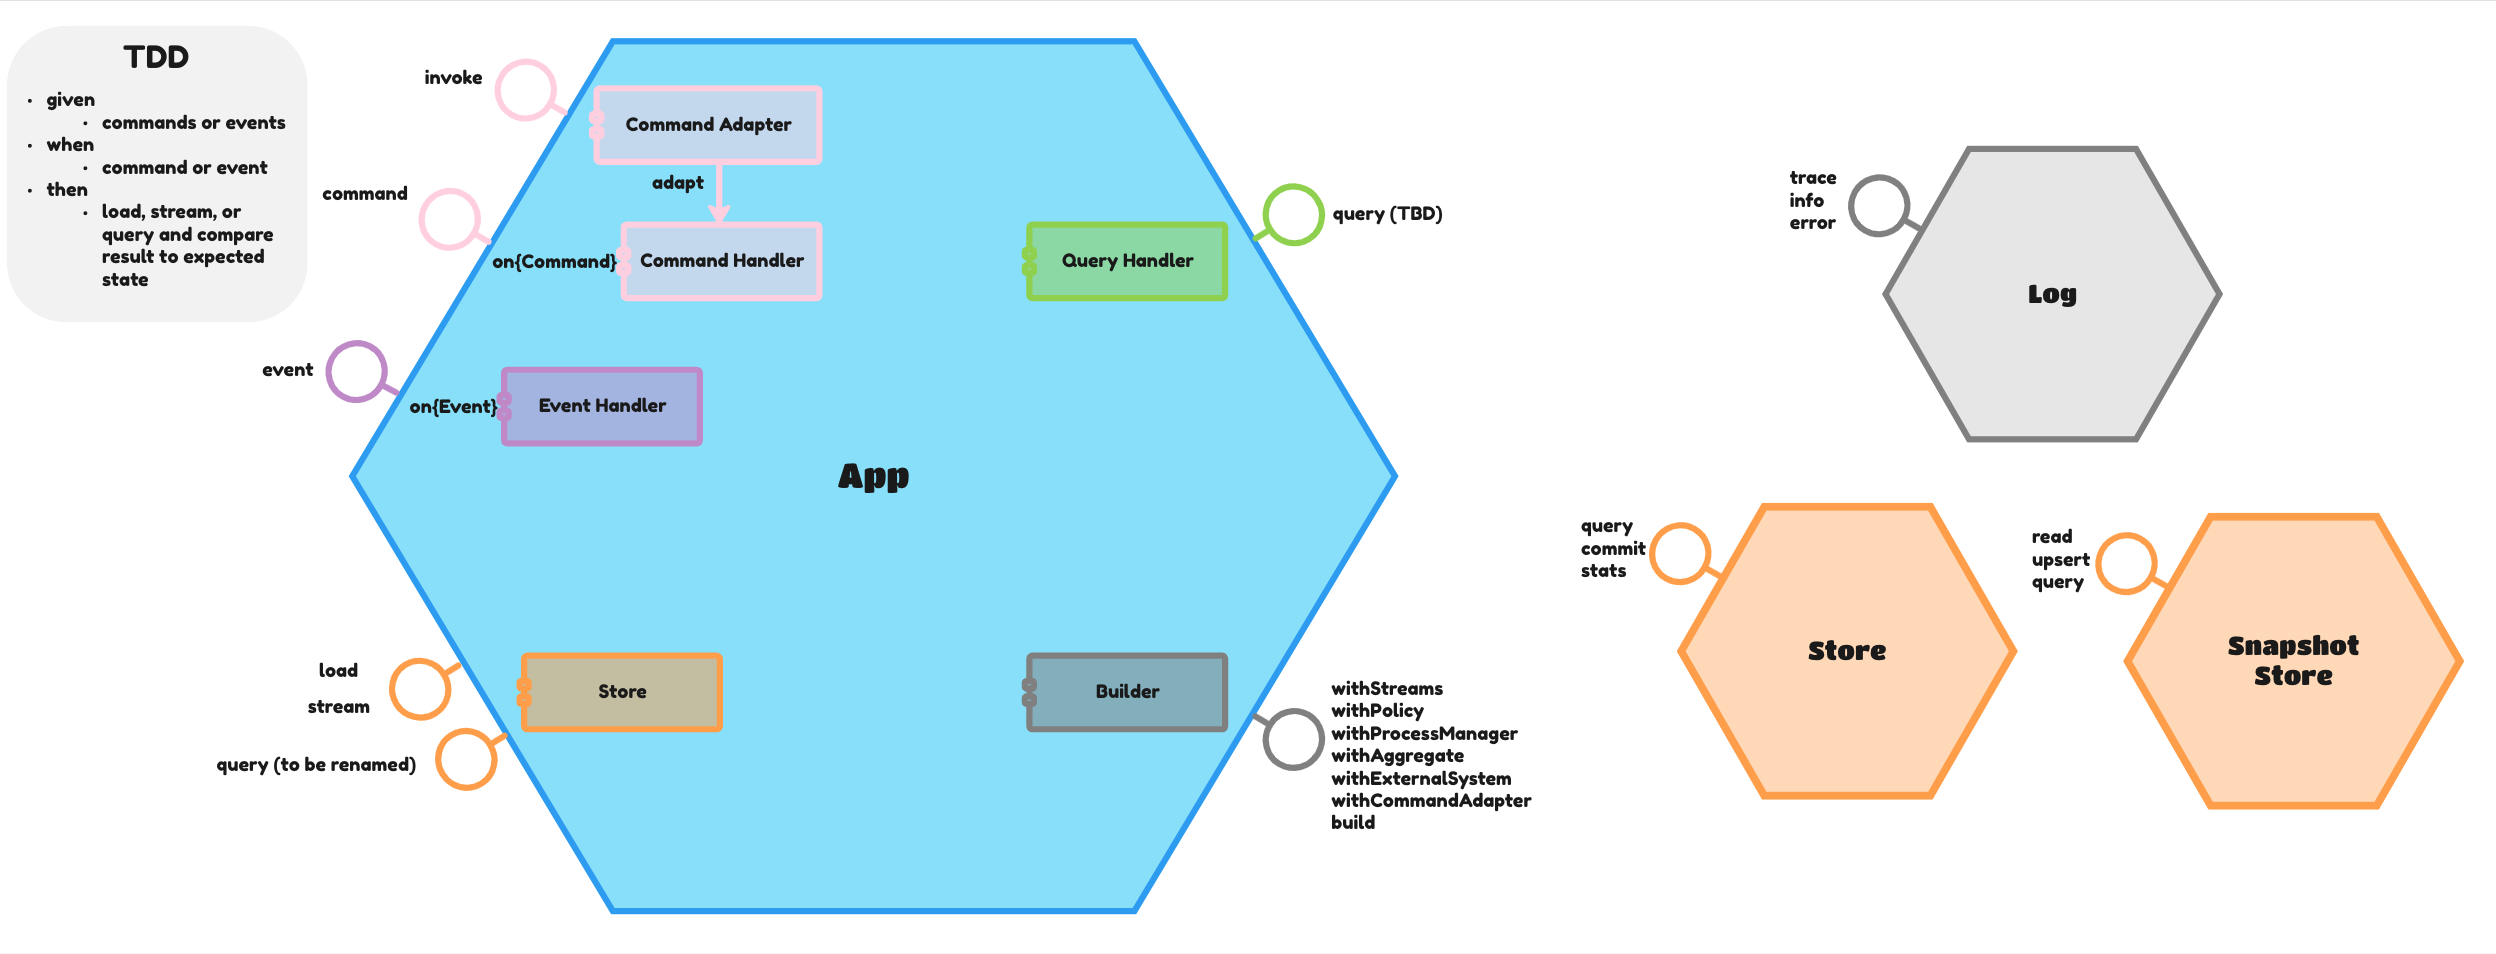 TDD
· given
· commands or events
· when
· command or event
· then
· load, stream, or
query and compare
result to expected
state
invoke
command
event
load
stream
query (to be renamed)
Command Adapter
adapt
on{Command}
Command Handler
on{Event}
Event Handler
App
Store
Query Handler
query (TBD)
Builder
withStreams
withPolicy
withProcessManager
withAggregate
withExternalSystem
withCommandAdapter
build
trace
info
error
Log
query
commit
stats
Store
read
upsert
query
Snapshot
Store